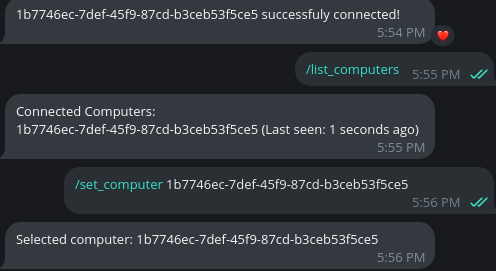 1b7746ec-7def-45f9-87cd-b3ceb53f5ce5 successfuly connected!
5:54 PM
/list_computers 5:55 PM
Connected Computers:
1b7746ec-7def-45f9-87cd-b3ceb53f5ce5 (Last seen: 1 seconds ago)
5:55 PM
/set_computer 1b7746ec-7def-45f9-87cd-b3ceb53f5ce5
5:56 PM
Selected computer: 1b7746ec-7def-45f9-87cd-b3ceb53f5ce5
5:56 PM